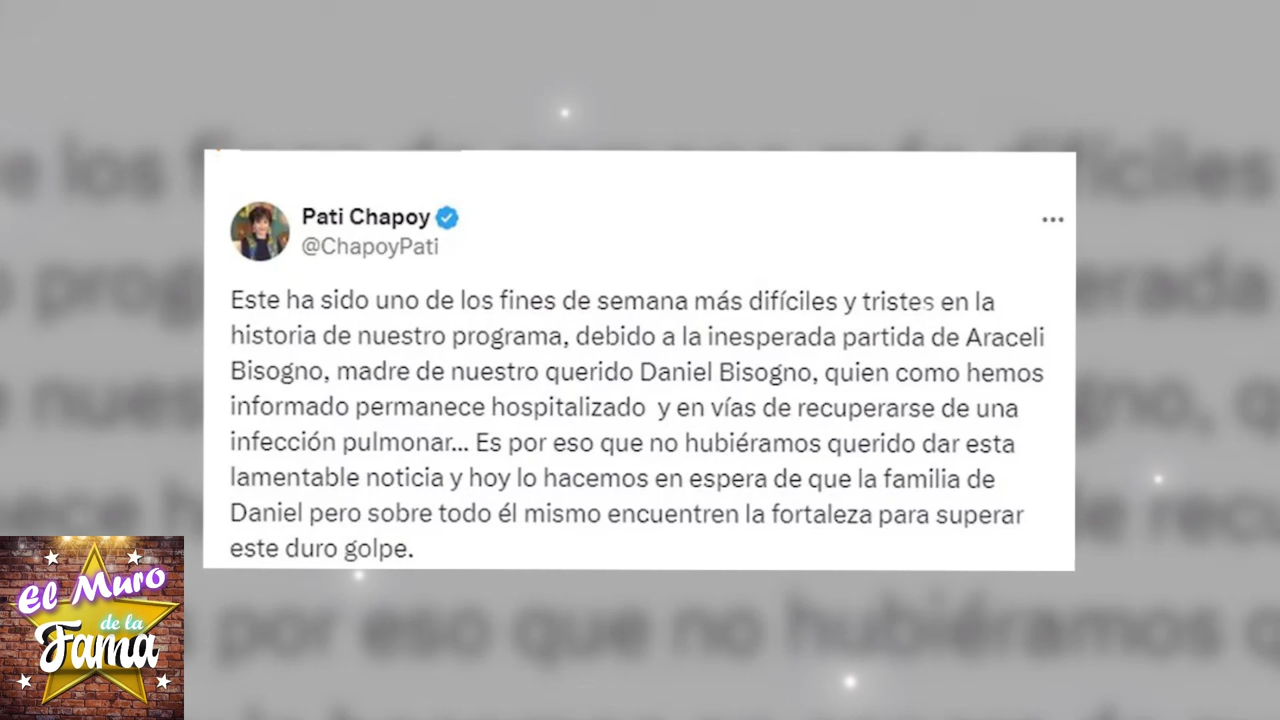 Pati Chapoy
@ChapoyPati
Este ha sido uno de los fines de semana más difíciles y tristes en la
historia de nuestro programa, debido a la inesperada partida de Araceli
Bisogno, madre de nuestro querido Daniel Bisogno, quien como hemos
informado permanece hospitalizado y en vías de recuperarse de una
infección pulmonar... Es por eso que no hubiéramos querido dar esta
lamentable noticia y hoy lo hacemos en espera de que la familia de
Daniel pero sobre todo él mismo encuentren la fortaleza para superar
este duro golpe.
El Muro
de la
Fama